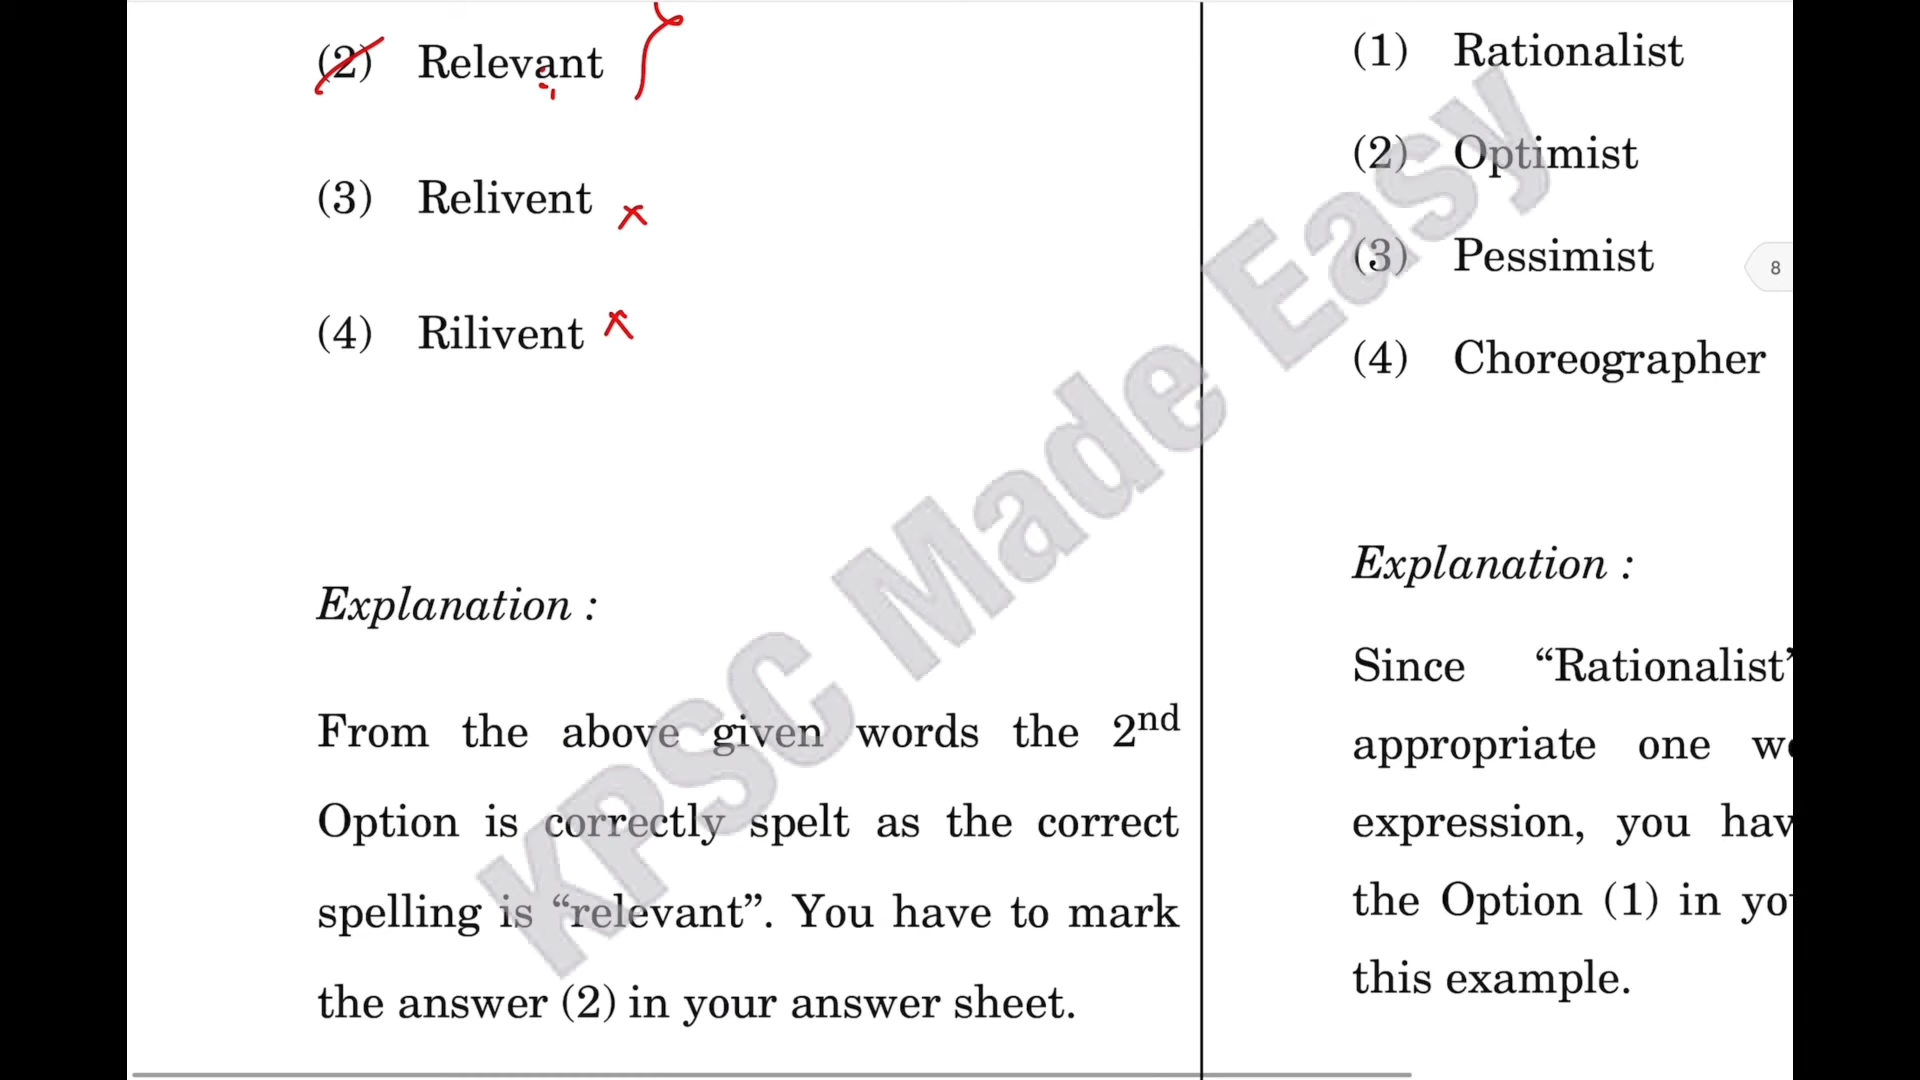 (2) Relevant
(3) Relivent
(4) Rilivent
Explanation :
From the above given words the 2nd
Option is correctly spelt as the correct
spelling is “relevant”. You have to mark
the answer (2) in your answer sheet.
(1) Rationalist
(2) Optimist
(3) Pessimist
(4) Choreographer
Explanation :
Since “Rationalist”
appropriate one
expression, you
the Option (1) in
this example.
8
KPSC Made Easy